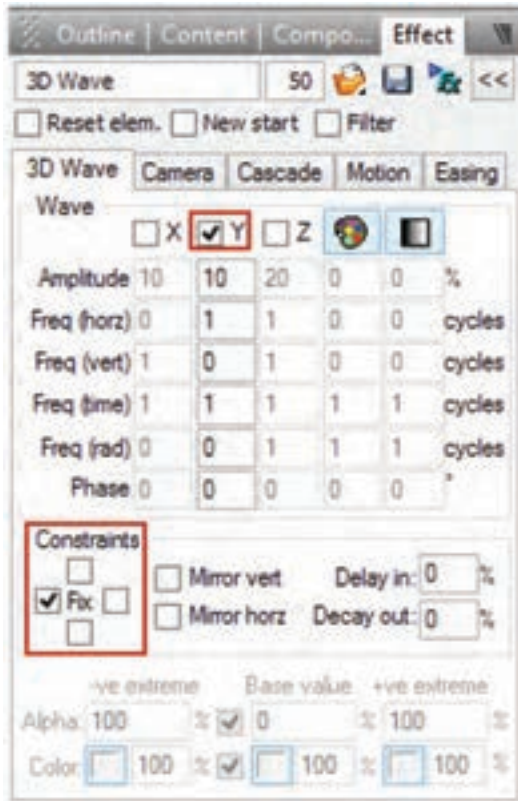 Outline Content Compo... Effect
3D Wave 50 <<
Reset elem. New start Filter
3D Wave Camera Cascade Motion Easing
Wave
X Y Z
Amplitude 10 10 20 0 0 %
Freq (horz) 0 1 1 0 0 cycles
Freq (vert) 1 0 1 0 0 cycles
Freq (time) 1 1 1 1 1 cycles
Freq (rad) 0 0 1 1 1 cycles
Phase 0 0 0 0 0 °
Constraints
Fix
Mirror vert Delay in: 0 %
Mirror horz Decay out: 0 %
-ve extreme Base value +ve extreme
Alpha: 100 % 0 % 100 %
Color: 100 % 100 % 100 %